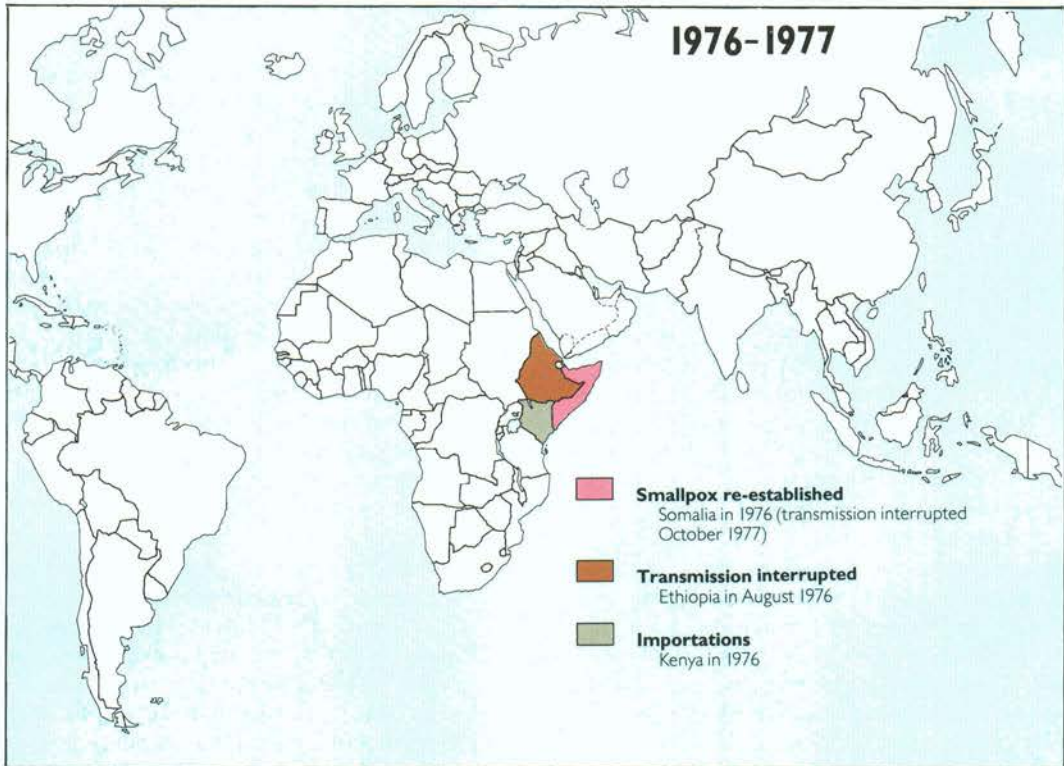 1976–1977
Smallpox re-established
Somalia in 1976 (transmission interrupted
October 1977)
Transmission interrupted
Ethiopia in August 1976
Importations
Kenya in 1976